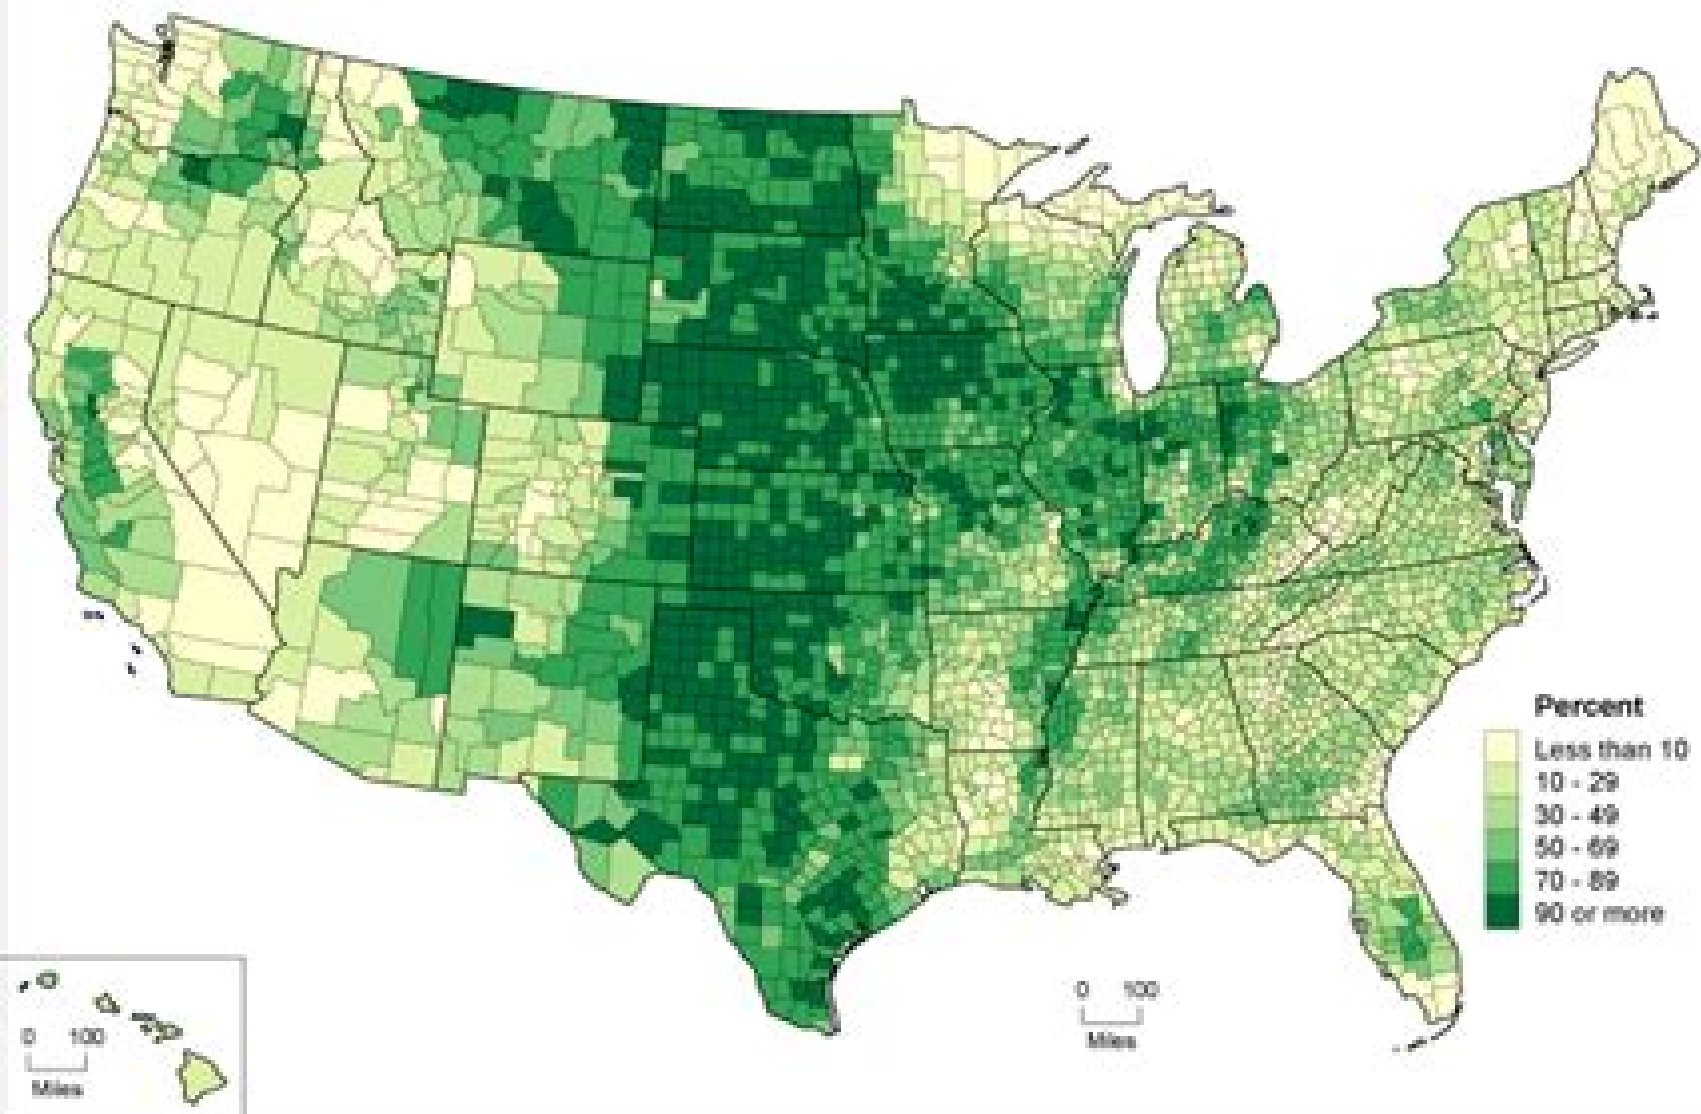 Percent
Less than 10
10 - 29
30 - 49
50 - 69
70 - 89
90 or more
0 100
Miles
0 100
Miles